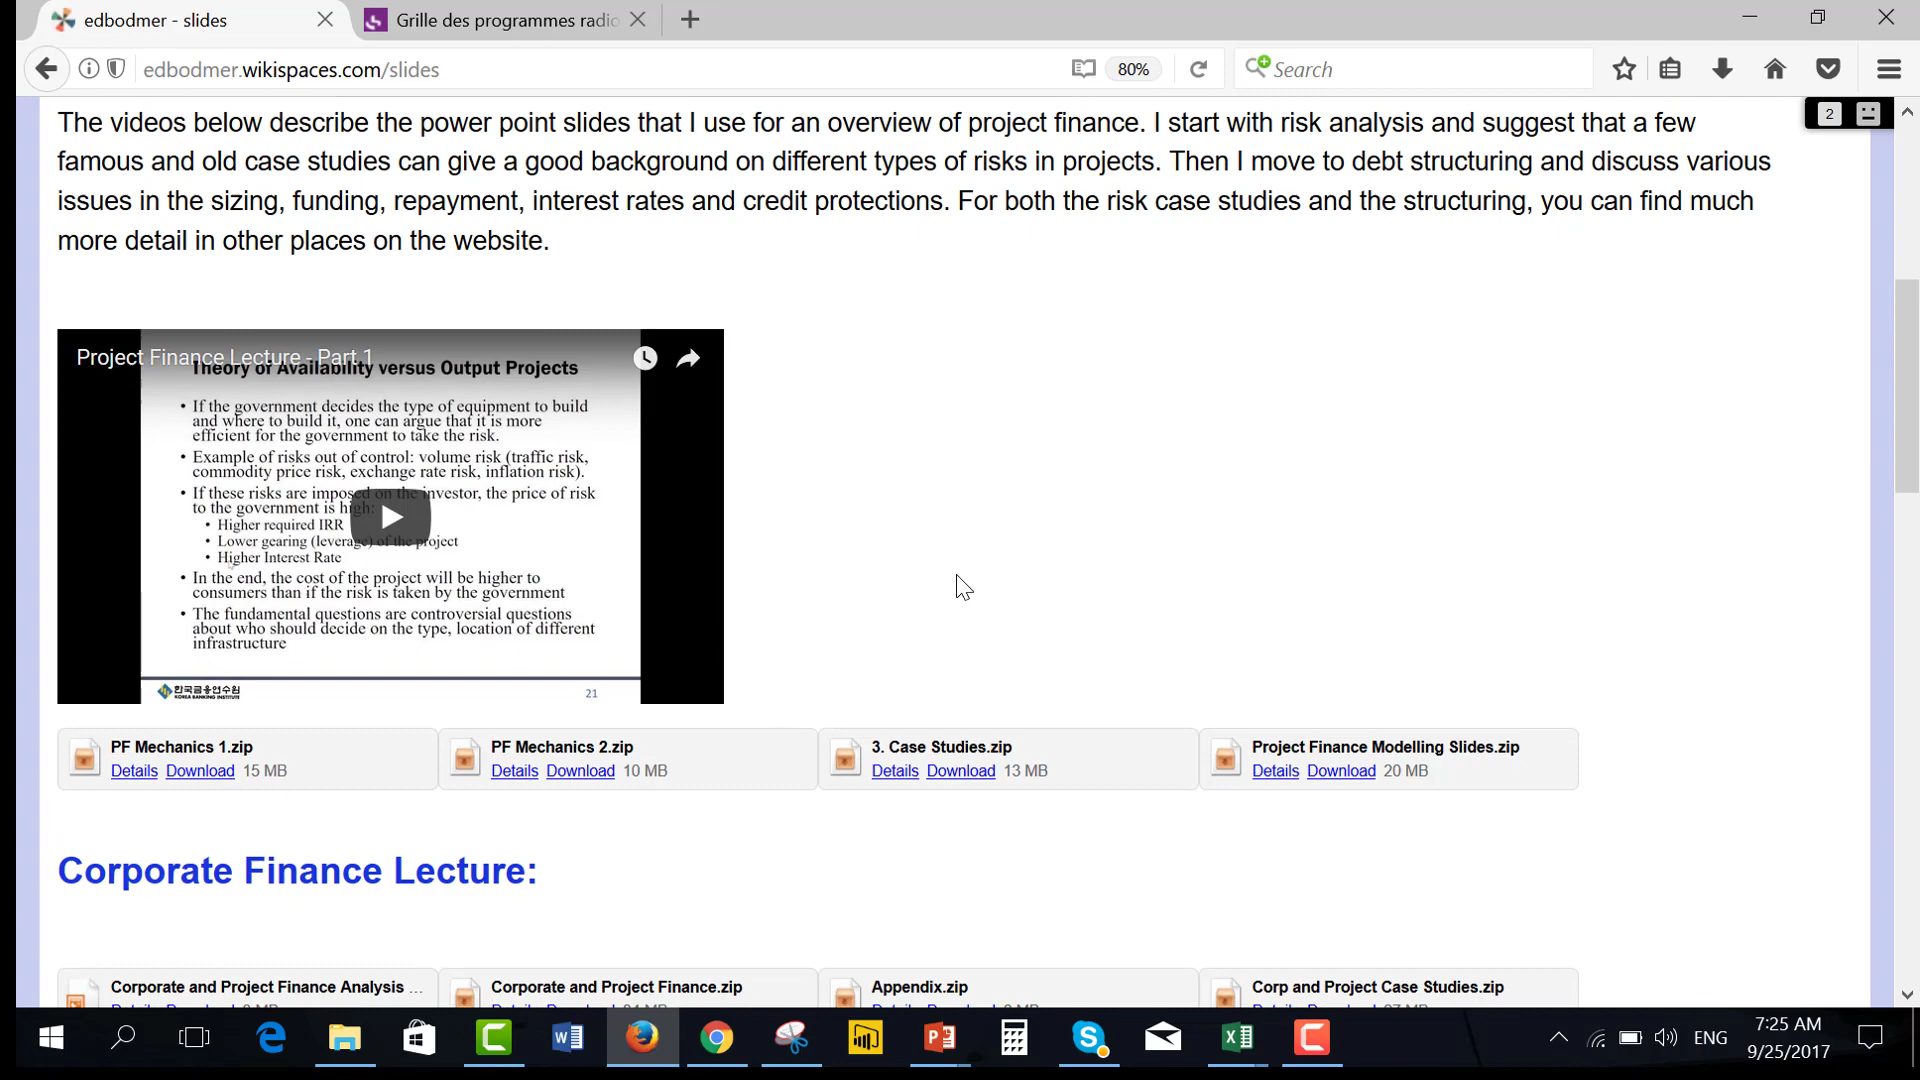 edbodmer - slides
Grille des programmes radio
edbodmer.wikispaces.com/slides
80%
Search
2
The videos below describe the power point slides that I use for an overview of project finance. I start with risk analysis and suggest that a few
famous and old case studies can give a good background on different types of risks in projects. Then I move to debt structuring and discuss various
issues in the sizing, funding, repayment, interest rates and credit protections. For both the risk case studies and the structuring, you can find much
more detail in other places on the website.
Project Finance Lecture - Part 1
Theory of Availability versus Output Projects
• If the government decides the type of equipment to build
and where to build it, one can argue that it is more
efficient for the government to take the risk.
• Example of risks out of control: volume risk (traffic risk,
commodity price risk, exchange rate risk, inflation risk).
• If these risks are imposed on the investor, the price of risk
to the government is high:
• Higher required IRR
• Lower gearing (leverage) of the project
• Higher Interest Rate
• In the end, the cost of the project will be higher to
consumers than if the risk is taken by the government
• The fundamental questions are controversial questions
about who should decide on the type, location of different
infrastructure
한국금융연수원
KOREA BANKING INSTITUTE
21
PF Mechanics 1.zip
Details Download 15 MB
PF Mechanics 2.zip
Details Download 10 MB
3. Case Studies.zip
Details Download 13 MB
Project Finance Modelling Slides.zip
Details Download 20 MB
Corporate Finance Lecture:
Corporate and Project Finance Analysis ...
Corporate and Project Finance.zip
Appendix.zip
Corp and Project Case Studies.zip
ENG
7:25 AM
9/25/2017